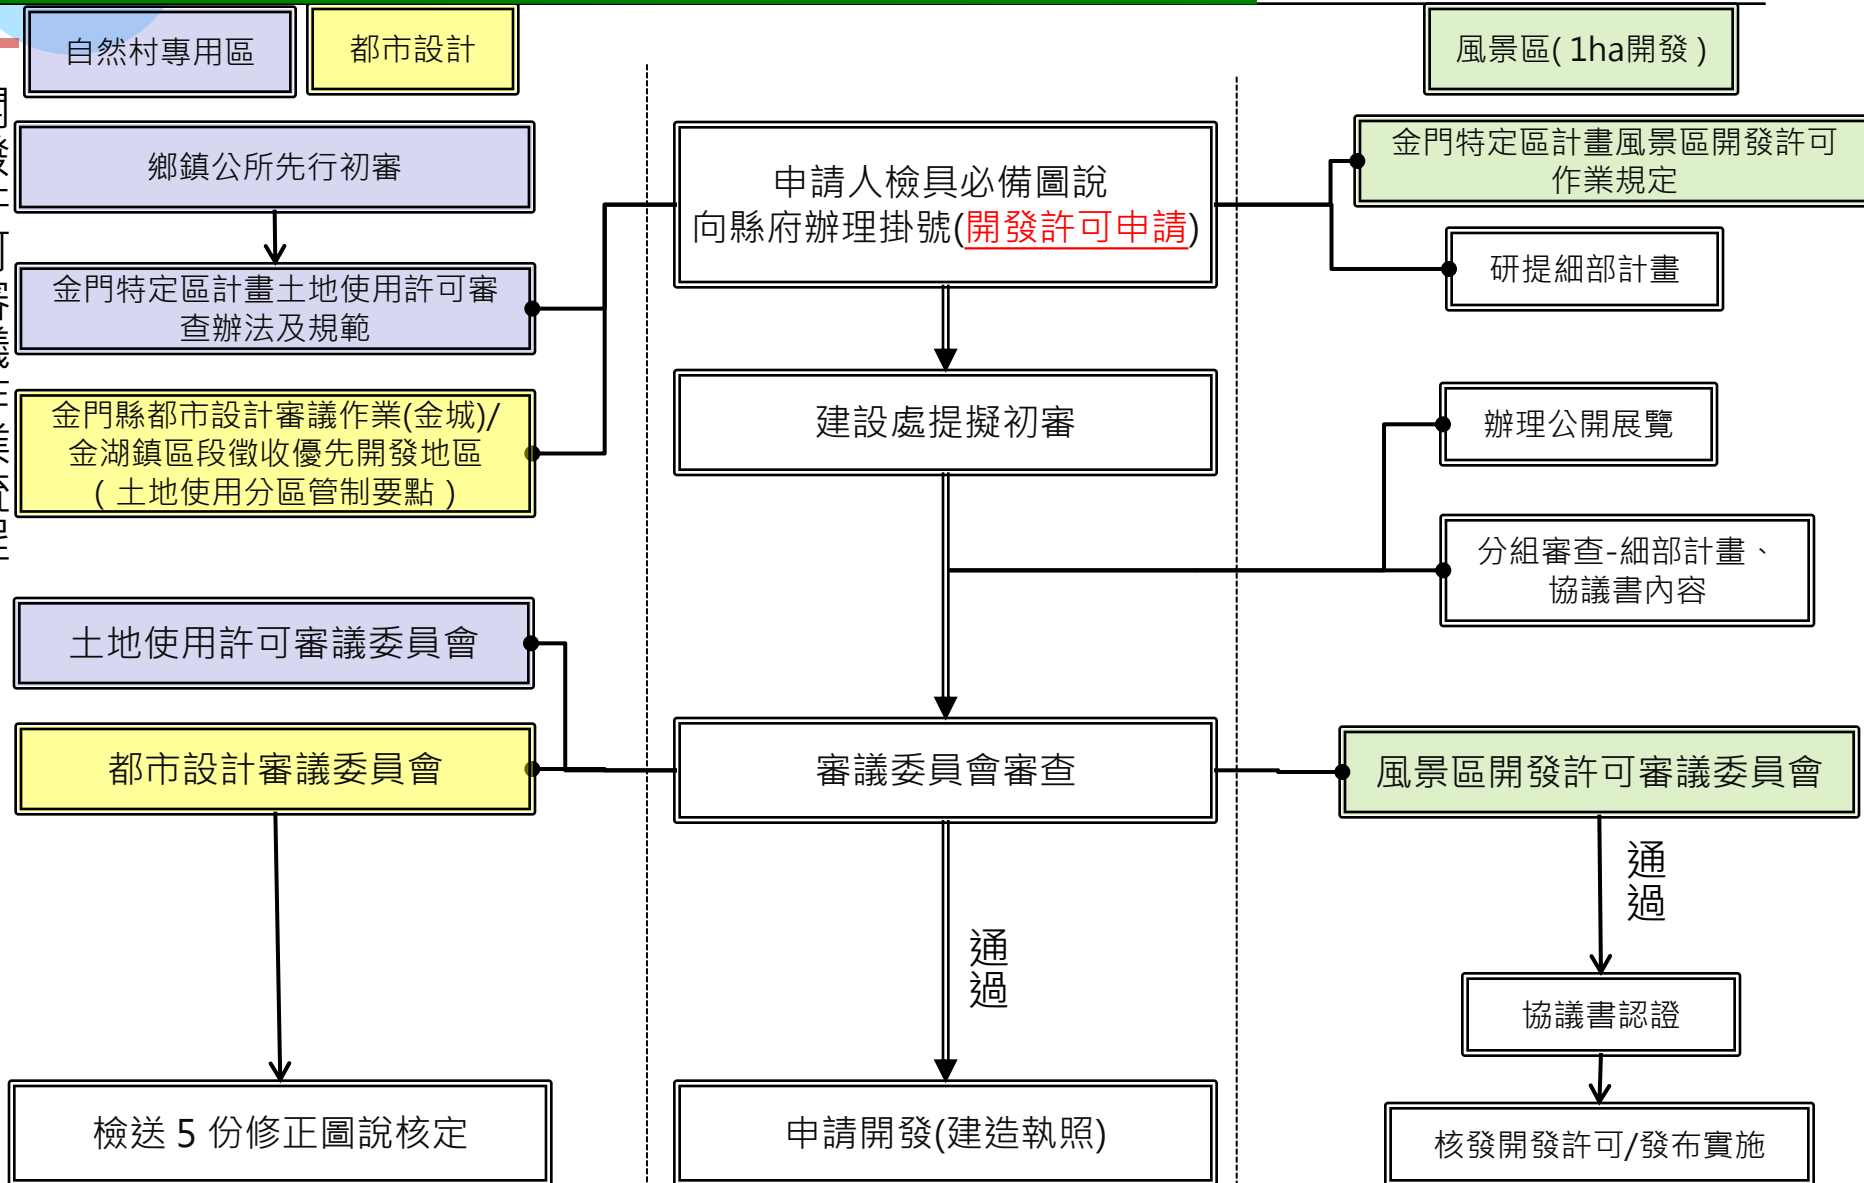 自然村專用區
都市設計
風景區( 1ha開發 )
鄉鎮公所先行初審
金門特定區計畫土地使用許可審
查辦法及規範
金門縣都市設計審議作業(金城)/
金湖鎮區段徵收優先開發地區
( 土地使用分區管制要點 )
土地使用許可審議委員會
都市設計審議委員會
檢送 5 份修正圖說核定
申請人檢具必備圖說
向縣府辦理掛號(開發許可申請)
建設處提擬初審
審議委員會審查
通
過
申請開發(建造執照)
金門特定區計畫風景區開發許可
作業規定
研提細部計畫
辦理公開展覽
分組審查-細部計畫、
協議書內容
風景區開發許可審議委員會
通
過
協議書認證
核發開發許可/發布實施